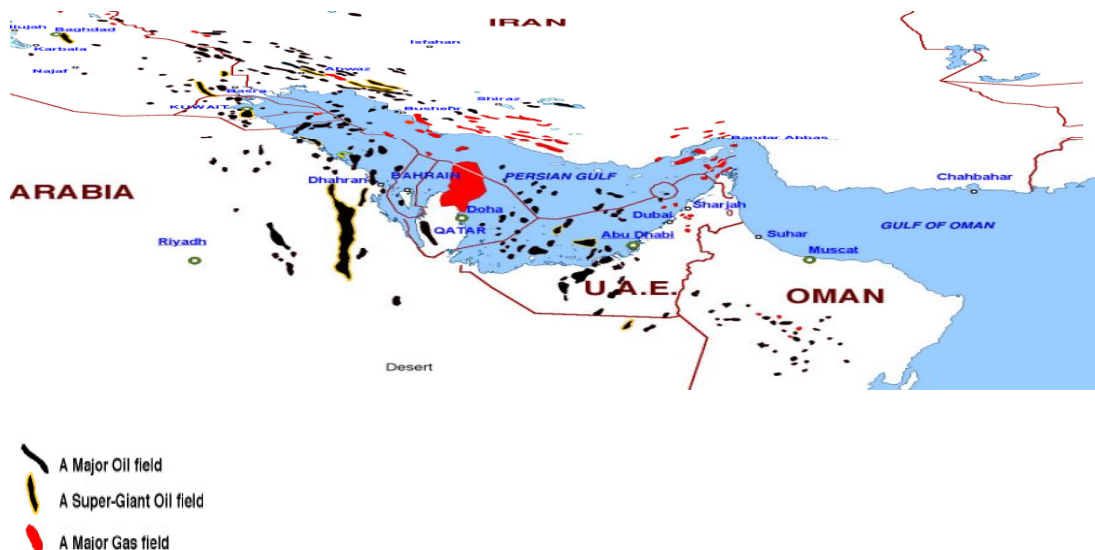 IRAN
Baghdad
Karbala
Isfahan
Najaf
Ahwaz
Basra
KUWAIT
Bushehr
Shiraz
Bandar Abbas
ARABIA
Dhahran
BAHRAIN
PERSIAN GULF
Chahbahar
Doha
Dubai
Sharjah
QATAR
GULF OF OMAN
Riyadh
Abu Dhabi
Suhar
Muscat
U.A.E.
OMAN
Desert
A Major Oil field
A Super-Giant Oil field
A Major Gas field